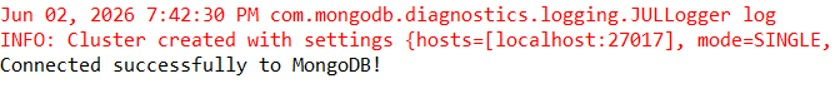 Jun 02, 2026 7:42:30 PM com.mongodb.diagnostics.logging.JULLogger log
INFO: Cluster created with settings {hosts=[localhost:27017], mode=SINGLE,
Connected successfully to MongoDB!